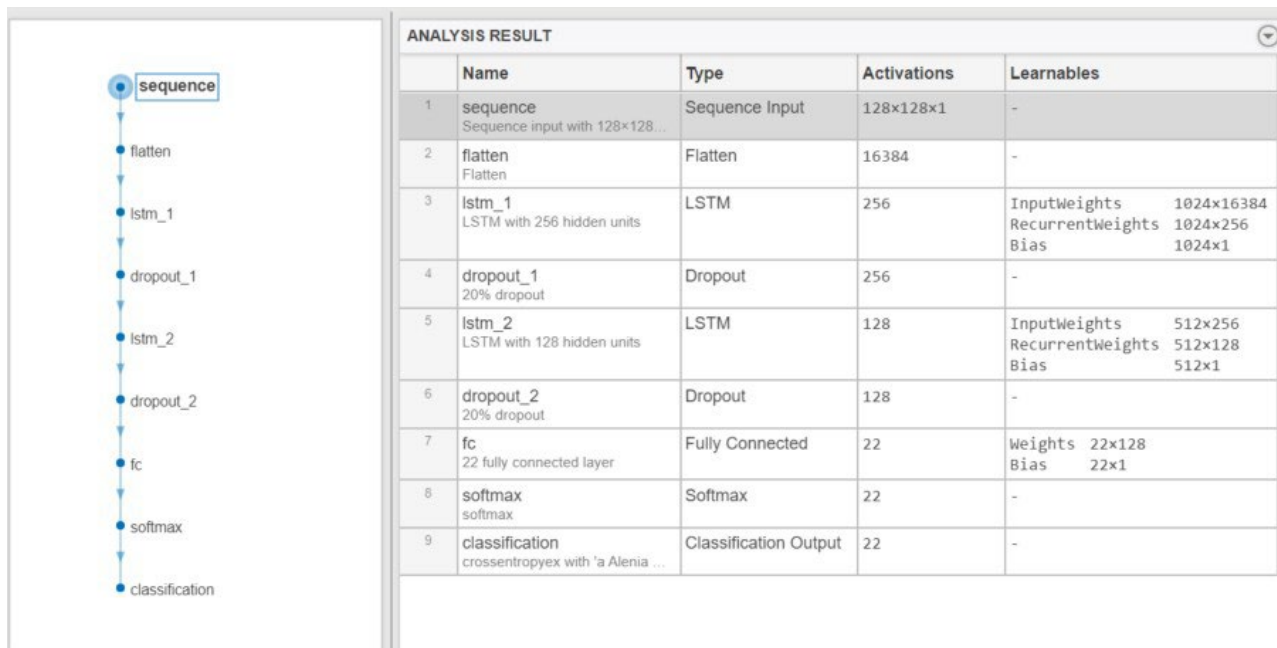 sequence
flatten
lstm_1
dropout_1
lstm_2
dropout_2
fc
softmax
classification
ANALYSIS RESULT
Name Type Activations Learnables
1 sequence Sequence Input 128×128×1 -
Sequence input with 128×128...
2 flatten Flatten 16384 -
Flatten
3 lstm_1 LSTM 256 InputWeights 1024×16384
LSTM with 256 hidden units RecurrentWeights 1024×256
Bias 1024×1
4 dropout_1 Dropout 256 -
20% dropout
5 lstm_2 LSTM 128 InputWeights 512×256
LSTM with 128 hidden units RecurrentWeights 512×128
Bias 512×1
6 dropout_2 Dropout 128 -
20% dropout
7 fc Fully Connected 22 Weights 22×128
22 fully connected layer Bias 22×1
8 softmax Softmax 22 -
softmax
9 classification Classification Output 22 -
crossentropyex with 'a Alenia ...